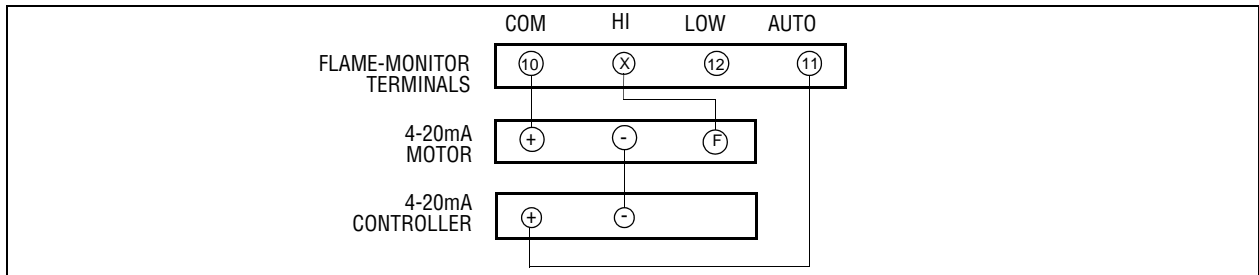 COM HI LOW AUTO
FLAME-MONITOR
TERMINALS
10 X 12 11
4-20mA
MOTOR
+ - F
4-20mA
CONTROLLER
+ -